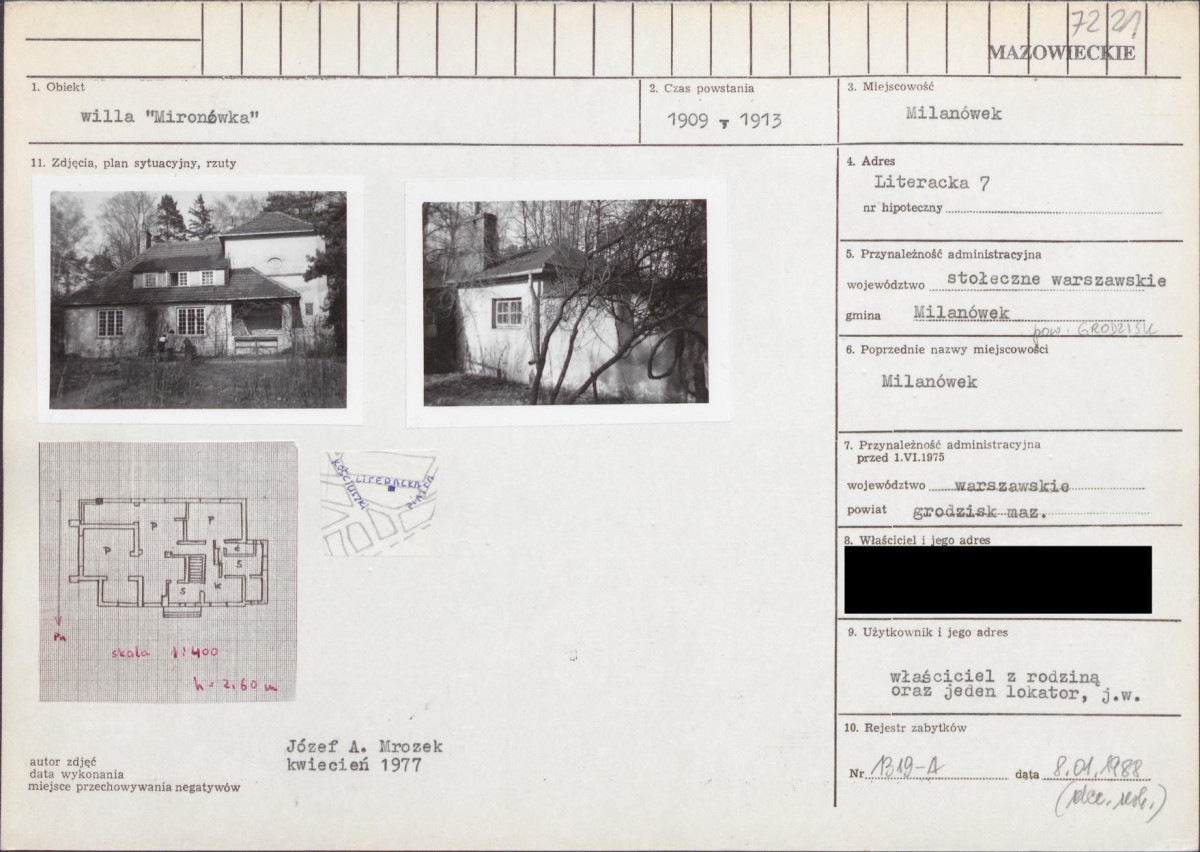 7221
MAZOWIECKIE
1. Obiekt
willa "Mironówka"
2. Czas powstania
1909 - 1913
3. Miejscowość
Milanówek
11. Zdjęcia, plan sytuacyjny, rzuty
4. Adres
Literacka 7
nr hipoteczny
5. Przynależność administracyjna
województwo stołeczne warszawskie
gmina Milanówek
pow. GRODZISK
6. Poprzednie nazwy miejscowości
Milanówek
7. Przynależność administracyjna
przed 1.VI.1975
województwo warszawskie
powiat grodzisk maz.
8. Właściciel i jego adres
9. Użytkownik i jego adres
właściciel z rodziną
oraz jeden lokator, j.w.
10. Rejestr zabytków
Nr 1319-A data 8.01.1988
LITERACKA
P
P
P
Ł
S
S
K
Pn
skala 1:400
h = 2,60 m
Józef A. Mrozek
kwiecień 1977
autor zdjęć
data wykonania
miejsce przechowywania negatywów